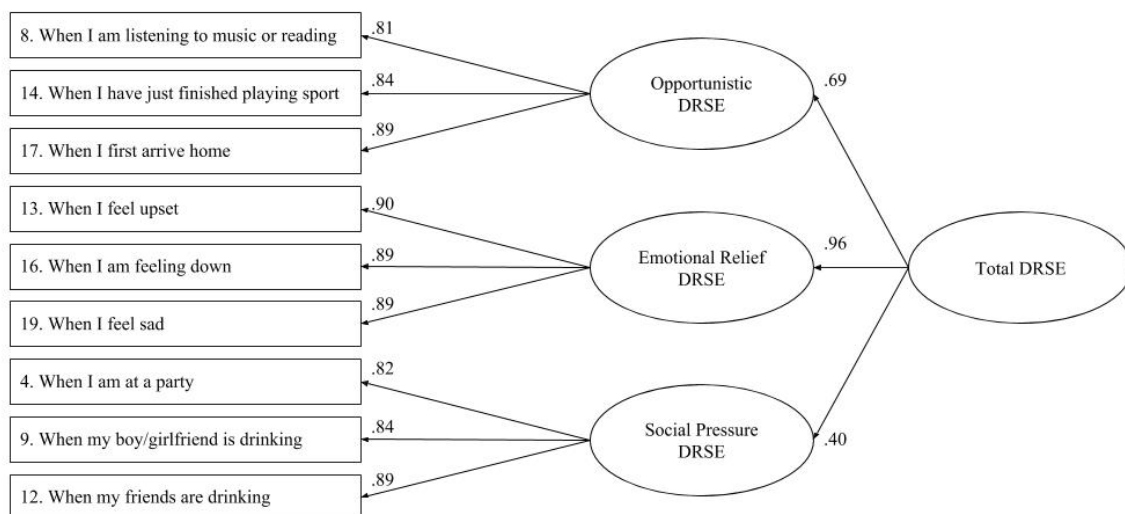 8. When I am listening to music or reading
.81
14. When I have just finished playing sport
.84
17. When I first arrive home
.89
Opportunistic
DRSE
.69
13. When I feel upset
.90
16. When I am feeling down
.89
19. When I feel sad
.89
Emotional Relief
DRSE
.96
Total DRSE
4. When I am at a party
.82
9. When my boy/girlfriend is drinking
.84
12. When my friends are drinking
.89
Social Pressure
DRSE
.40